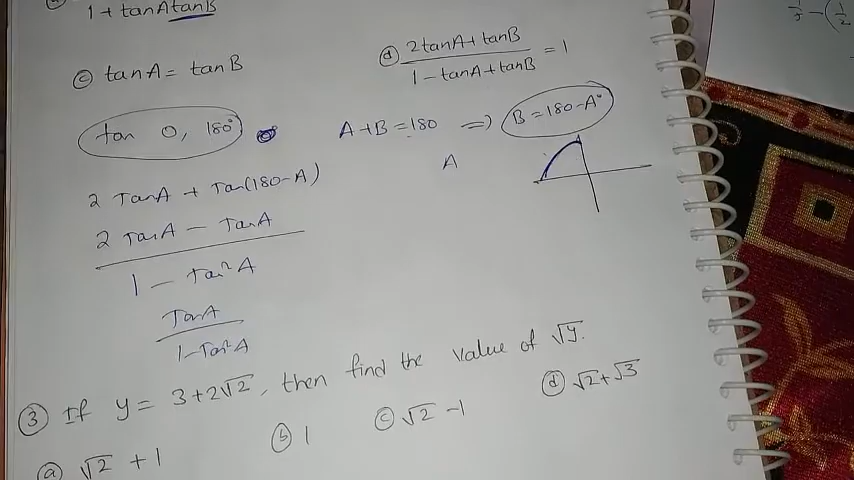 1 + tanA tanB
ⓒ tanA = tanB
ⓓ 2tanA + tanB / 1 - tanA + tanB = 1
tan 0, 180°
A + B = 180 ⇒ B = 180 - A°
A
2 TanA + Tan(180 - A)
2 TanA - TanA
1 - Tan²A
TanA
1 - Tan²A
③ If y = 3 + 2√2, then find the value of √y.
ⓐ √2 + 1 ⓑ 1 ⓒ √2 - 1 ⓓ √2 + √3